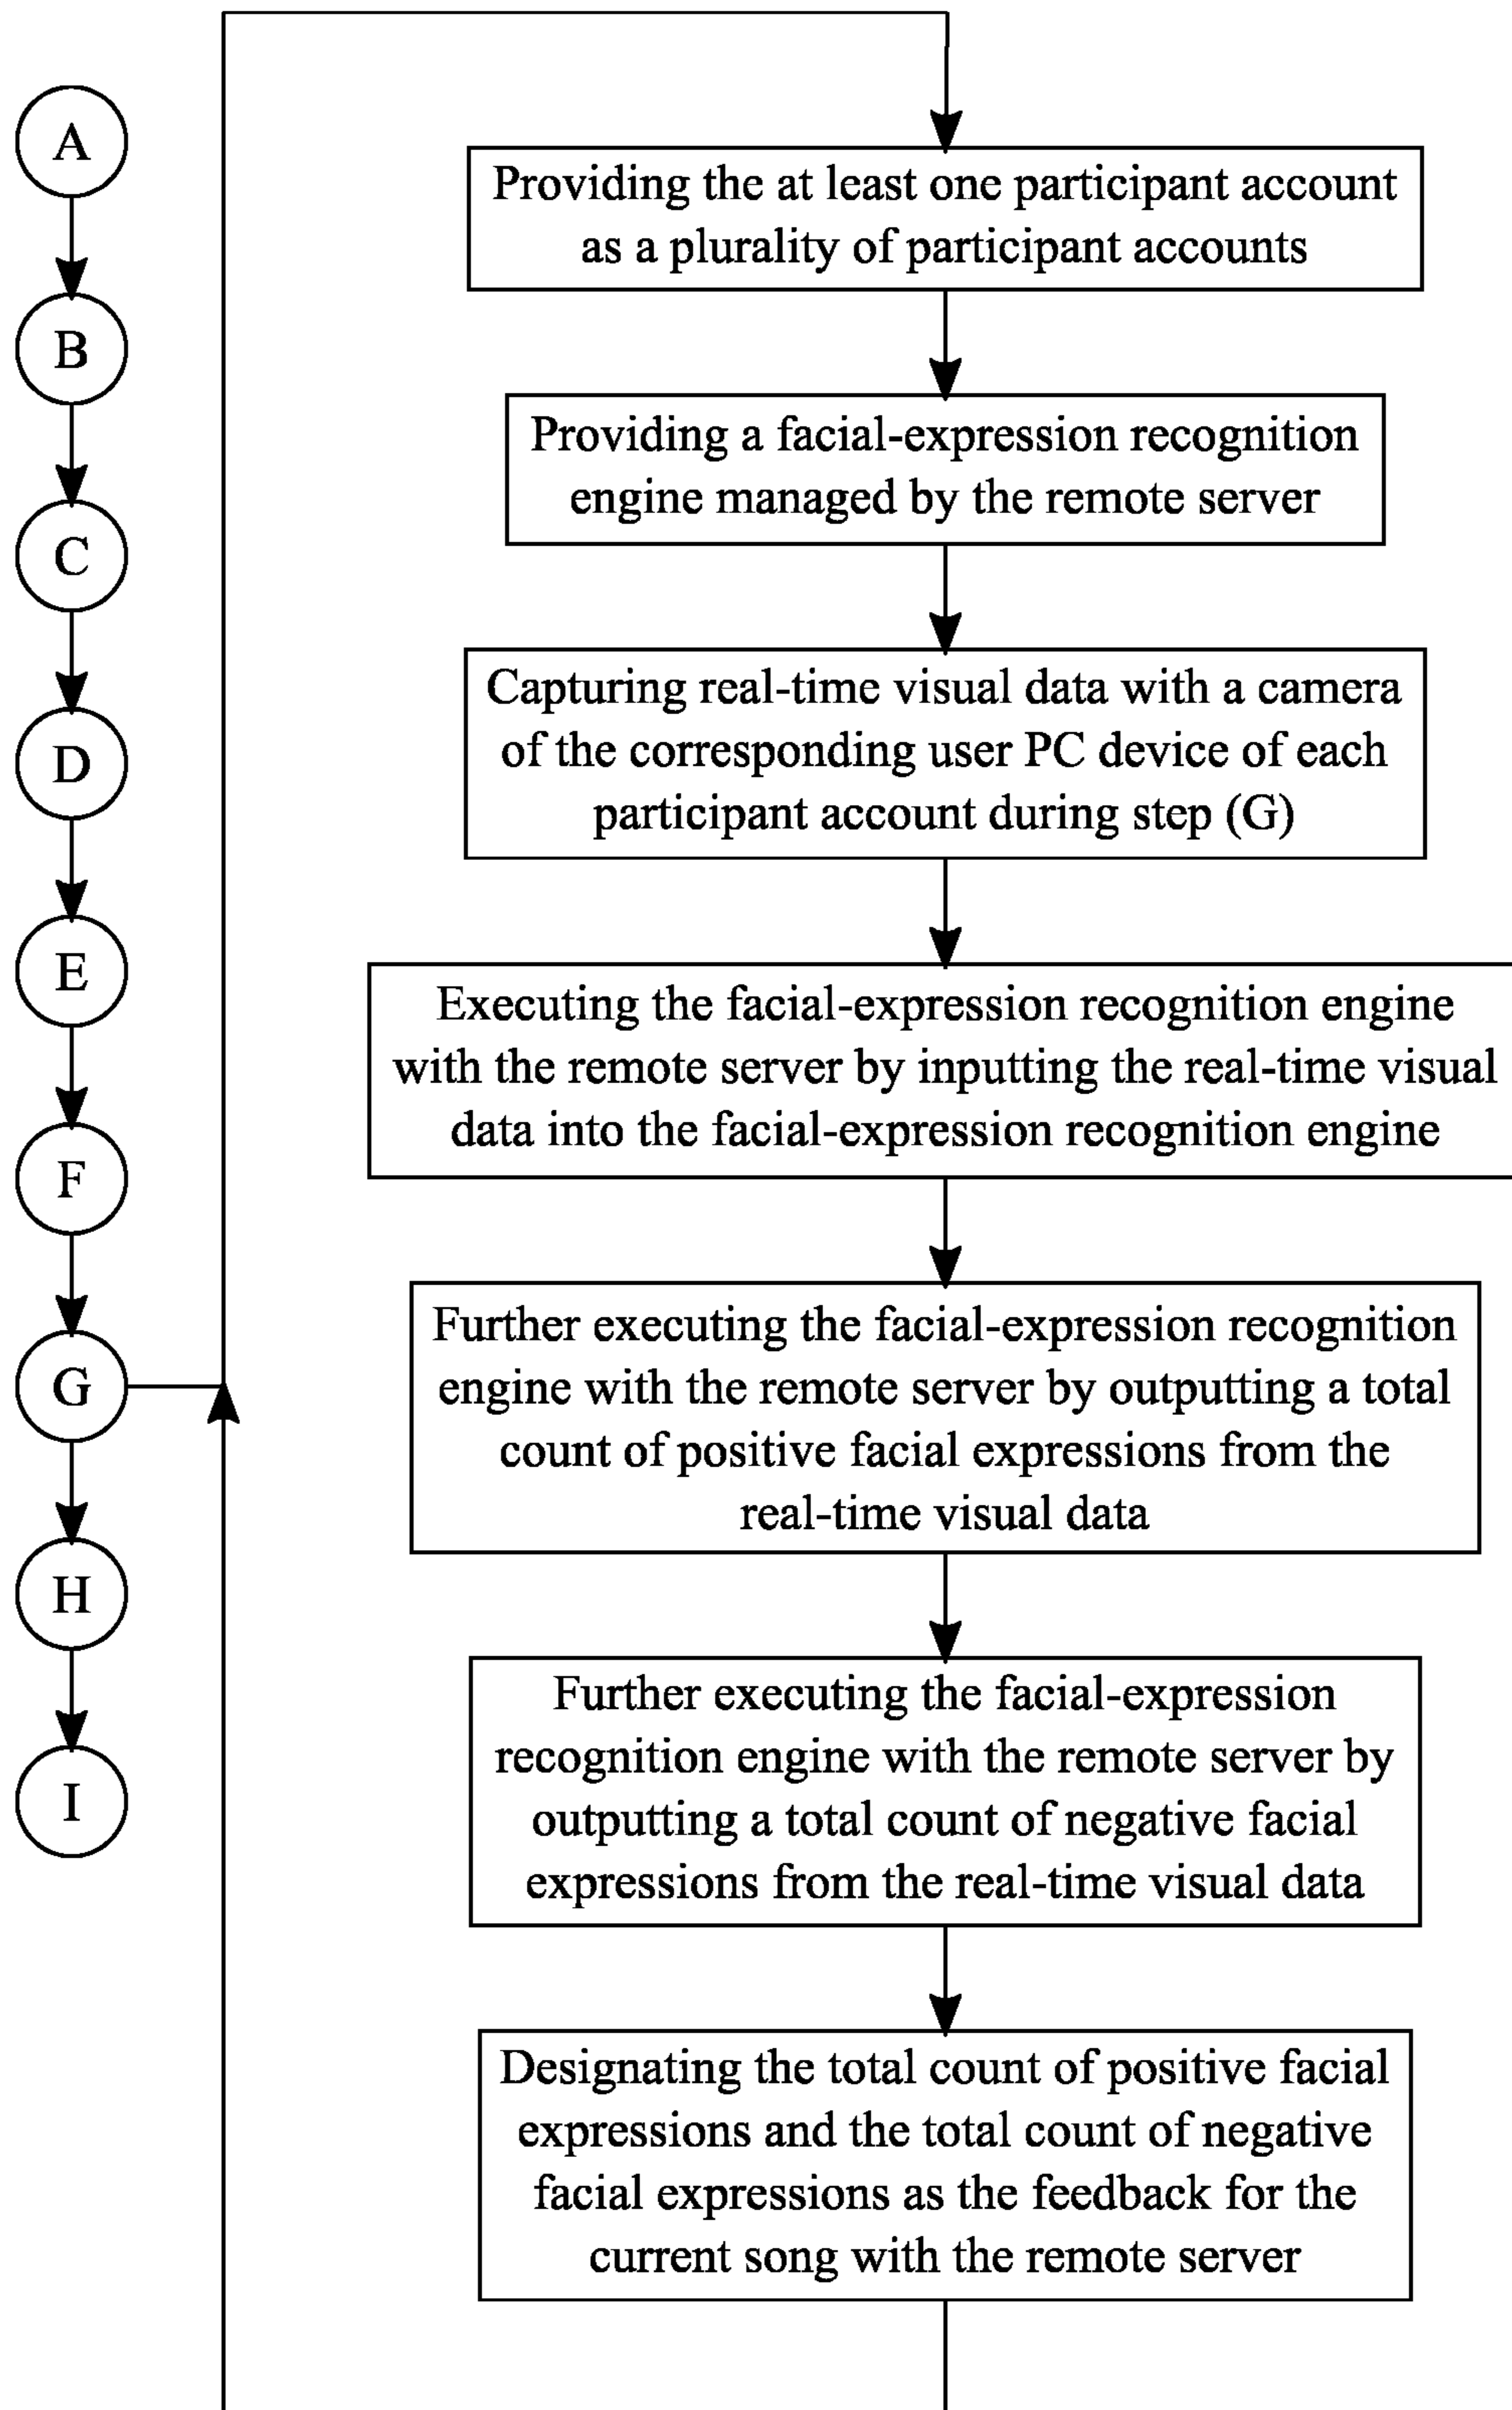 A
B
C
D
E
F
G
H
I
Providing the at least one participant account
as a plurality of participant accounts
Providing a facial-expression recognition
engine managed by the remote server
Capturing real-time visual data with a camera
of the corresponding user PC device of each
participant account during step (G)
Executing the facial-expression recognition engine
with the remote server by inputting the real-time visual
data into the facial-expression recognition engine
Further executing the facial-expression recognition
engine with the remote server by outputting a total
count of positive facial expressions from the
real-time visual data
Further executing the facial-expression
recognition engine with the remote server by
outputting a total count of negative facial
expressions from the real-time visual data
Designating the total count of positive facial
expressions and the total count of negative
facial expressions as the feedback for the
current song with the remote server